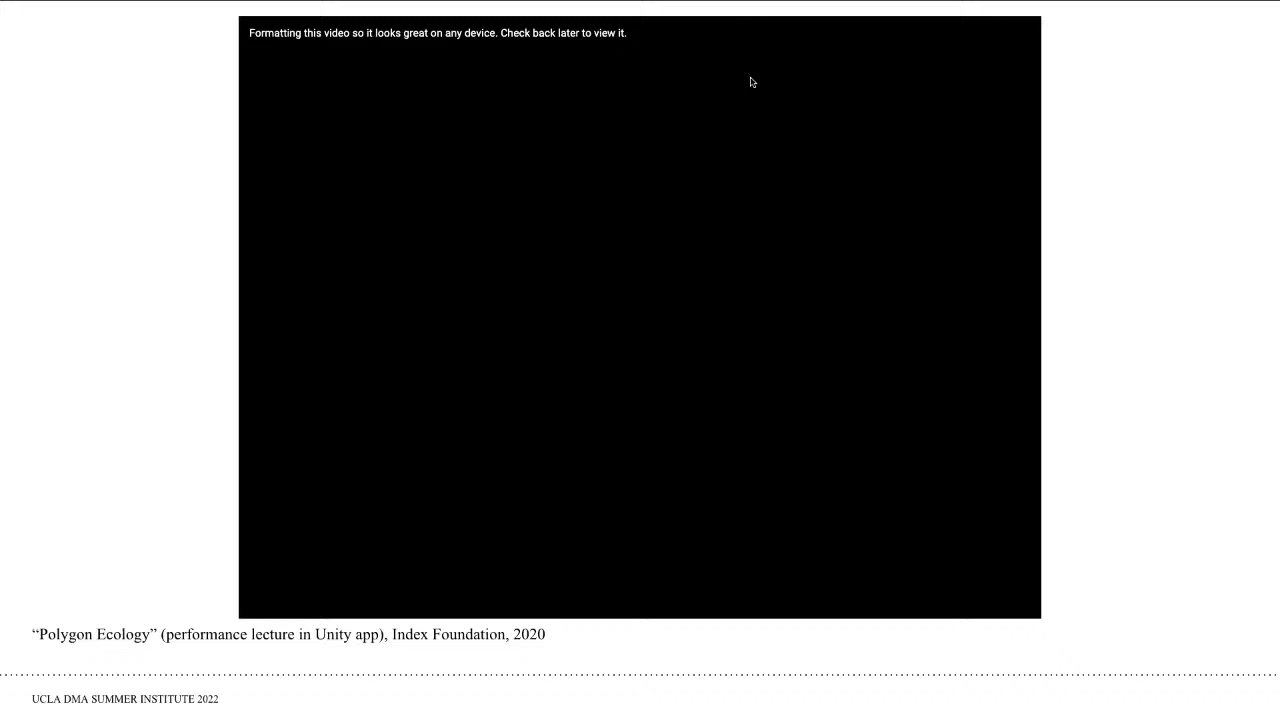 Formatting this video so it looks great on any device. Check back later to view it.
“Polygon Ecology” (performance lecture in Unity app), Index Foundation, 2020
UCLA DMA SUMMER INSTITUTE 2022